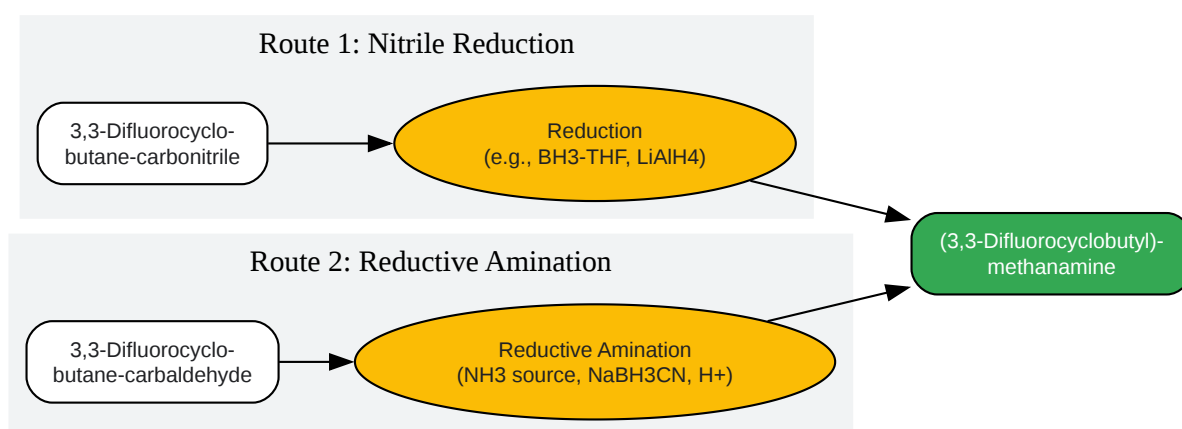 Route 1: Nitrile Reduction
3,3-Difluorocyclo-
butane-carbonitrile
Reduction
(e.g., BH3-THF, LiAlH4)
(3,3-Difluorocyclobutyl)-
methanamine
Route 2: Reductive Amination
3,3-Difluorocyclo-
butane-carbaldehyde
Reductive Amination
(NH3 source, NaBH3CN, H+)